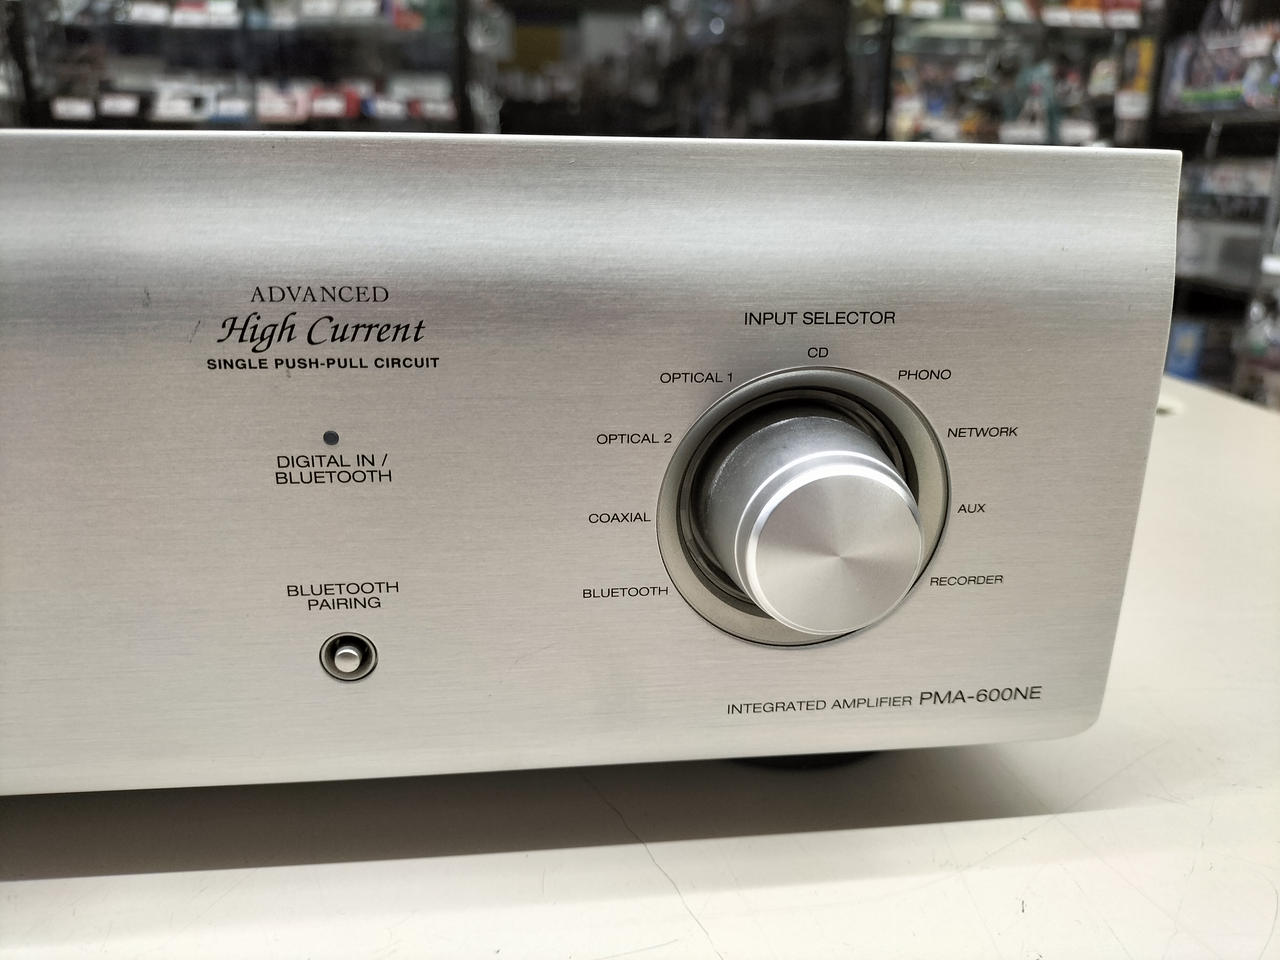 ADVANCED
High Current
SINGLE PUSH-PULL CIRCUIT
DIGITAL IN /
BLUETOOTH
BLUETOOTH
PAIRING
INPUT SELECTOR
CD
OPTICAL 1
PHONO
OPTICAL 2
NETWORK
COAXIAL
AUX
BLUETOOTH
RECORDER
INTEGRATED AMPLIFIER PMA-600NE